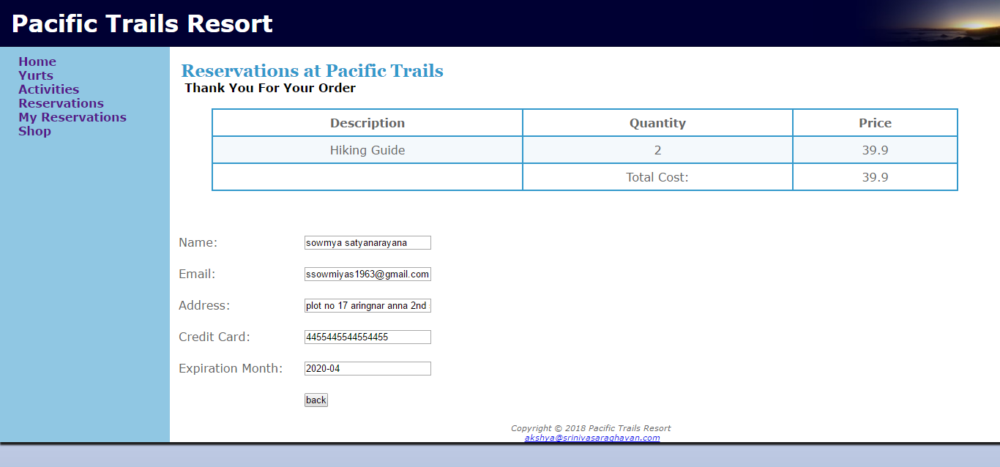 Pacific Trails Resort
Home
Yurts
Activities
Reservations
My Reservations
Shop
Reservations at Pacific Trails
Thank You For Your Order
Description Quantity Price
Hiking Guide 2 39.9
Total Cost: 39.9
Name: sowmya satyanarayana
Email: ssowmiyas1963@gmail.com
Address: plot no 17 aringnar anna 2nd
Credit Card: 4455445544554455
Expiration Month: 2020-04
back
Copyright © 2018 Pacific Trails Resort
akshya@srinivasaraghavan.com